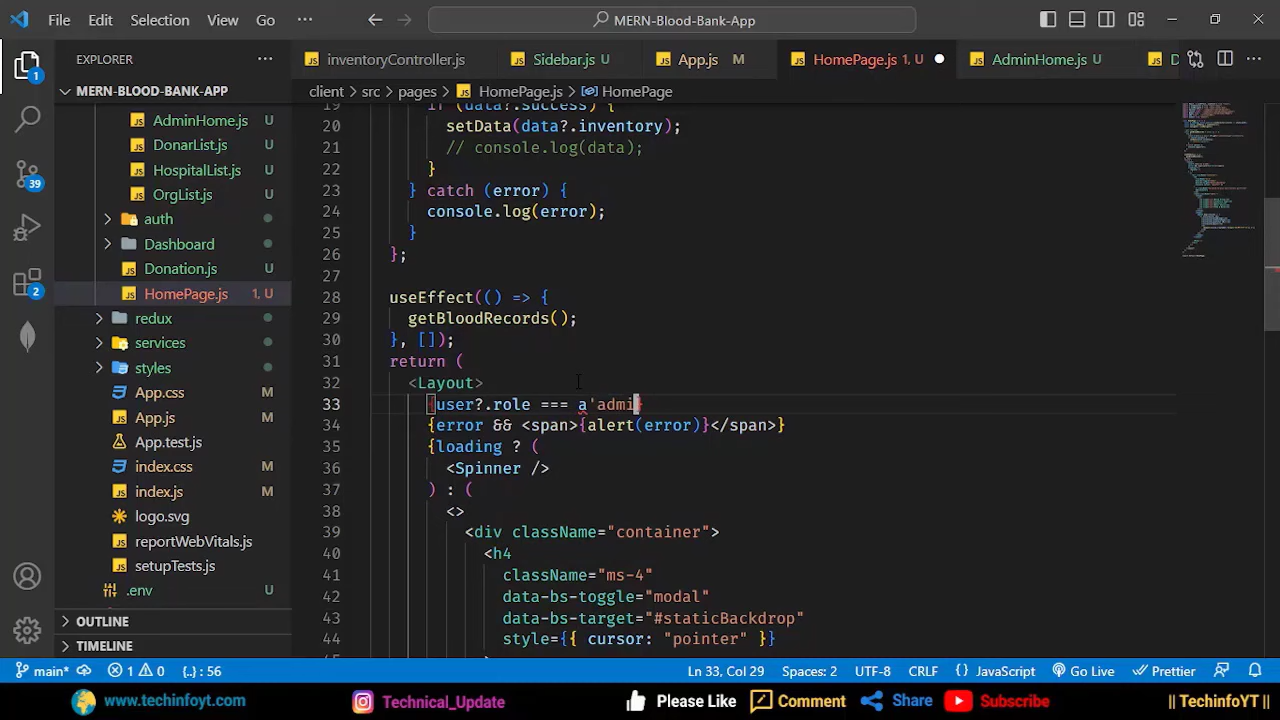 File Edit Selection View Go ··· MERN-Blood-Bank-App
EXPLORER ···
inventoryController.js Sidebar.js U App.js M HomePage.js 1, U AdminHome.js U D
MERN-BLOOD-BANK-APP
client > src > pages > HomePage.js > HomePage
AdminHome.js U
DonarList.js U
HospitalList.js U
OrgList.js U
auth
Dashboard
Donation.js U
HomePage.js 1, U
redux
services
styles
App.css M
App.js M
App.test.js
index.css M
index.js M
logo.svg
reportWebVitals.js
setupTests.js
.env
OUTLINE
TIMELINE
1
39
2
19 if (data?.success) {
20 setData(data?.inventory);
21 // console.log(data);
22 }
23 } catch (error) {
24 console.log(error);
25 }
26 };
27
28 useEffect(() => {
29 getBloodRecords();
30 }, []);
31 return (
32 <Layout>
33 {user?.role === a'admi}
34 {error && <span>{alert(error)}</span>}
35 {loading ? (
36 <Spinner />
37 ) : (
38 <>
39 <div className="container">
40 <h4
41 className="ms-4"
42 data-bs-toggle="modal"
43 data-bs-target="#staticBackdrop"
44 style={{ cursor: "pointer" }}
main* 1 0 {..} : 56 Ln 33, Col 29 Spaces: 2 UTF-8 CRLF {} JavaScript Go Live Prettier
www.techinfoyt.com Technical_Update Please Like Comment Share Subscribe || TechinfoYT ||